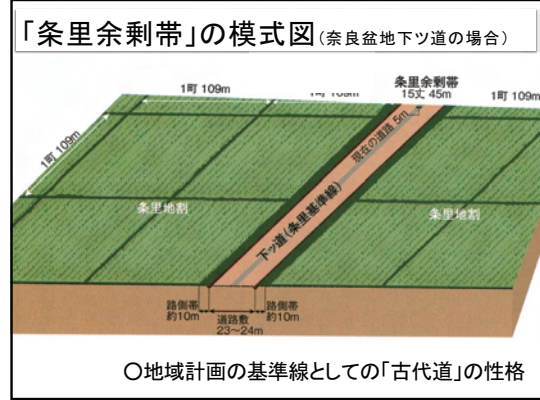 「条里余剰帯」の模式図(奈良盆地下ツ道の場合)
条里余剰帯
15丈 45m
1町 109m
1町 109m
1町 109m
1町 109m
現在の道路 5m
条里地割
下ツ道(条里基準線)
条里地割
路側帯
約10m
道路敷
23~24m
路側帯
約10m
○地域計画の基準線としての「古代道」の性格